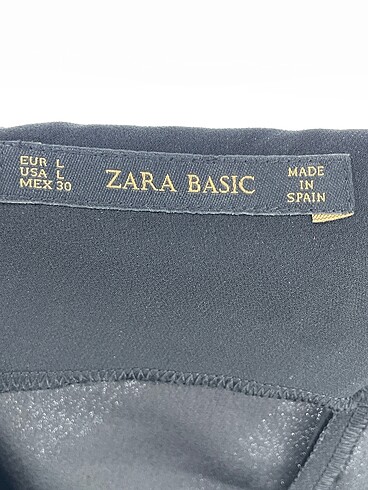 EUR L
USA L
MEX 30
ZARA BASIC
MADE
IN
SPAIN